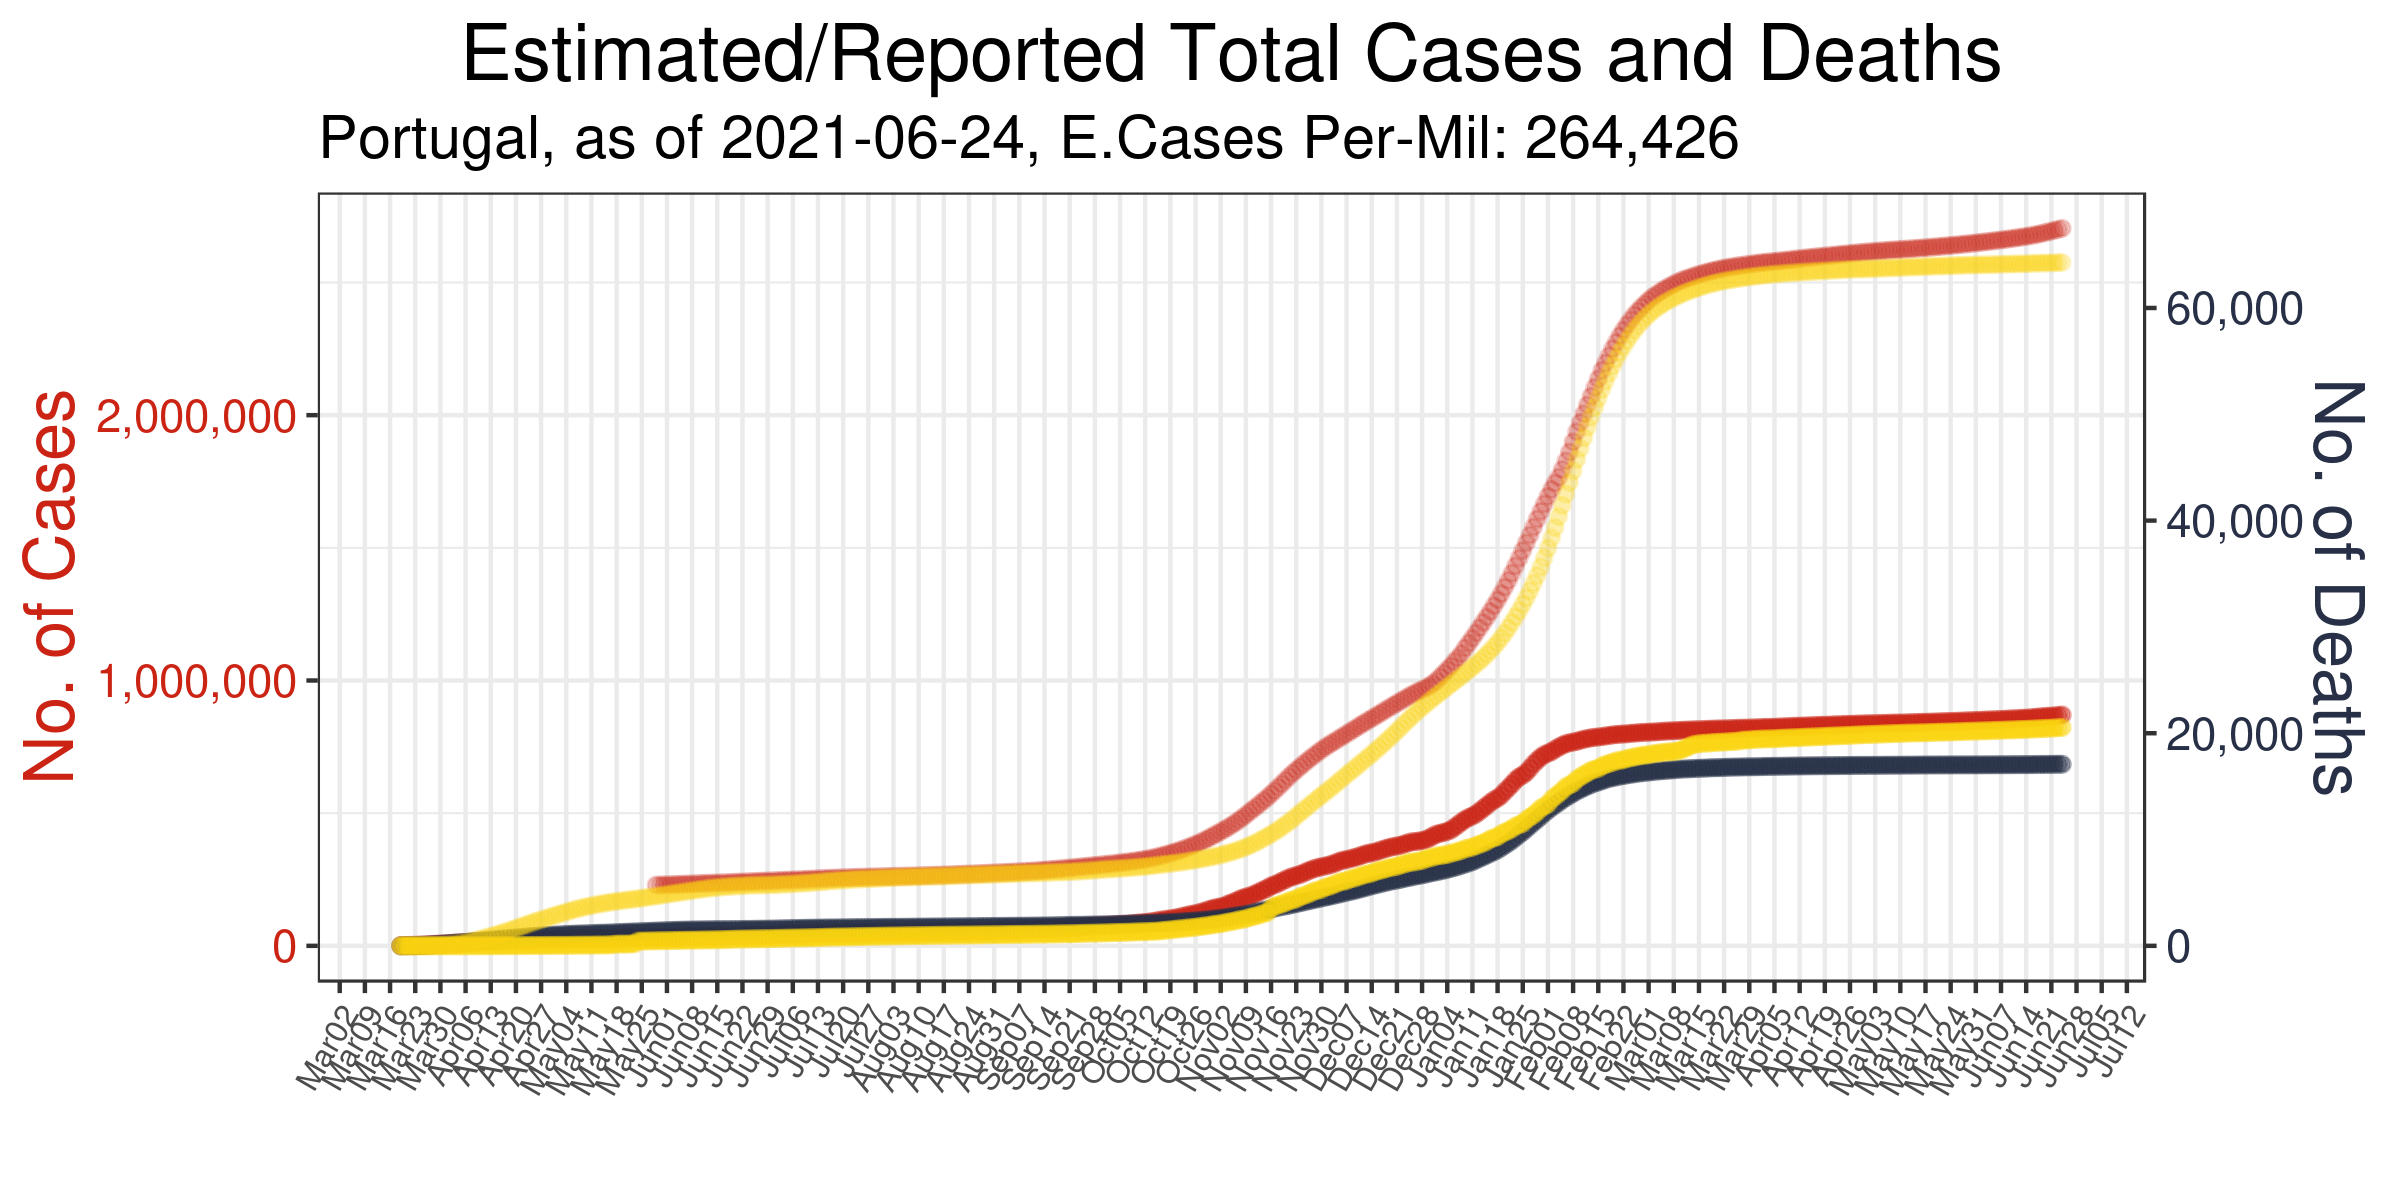 Estimated/Reported Total Cases and Deaths
Portugal, as of 2021-06-24, E.Cases Per-Mil: 264,426
No. of Cases
2,000,000
1,000,000
0
60,000
40,000
20,000
0
No. of Deaths
Mar02
Mar09
Mar16
Mar23
Mar30
Apr06
Apr13
Apr20
Apr27
May04
May11
May18
May25
Jun01
Jun08
Jun15
Jun22
Jun29
Jul06
Jul13
Jul20
Jul27
Aug03
Aug10
Aug17
Aug24
Aug31
Sep07
Sep14
Sep21
Sep28
Oct05
Oct12
Oct19
Oct26
Nov02
Nov09
Nov16
Nov23
Nov30
Dec07
Dec14
Dec21
Dec28
Jan04
Jan11
Jan18
Jan25
Feb01
Feb08
Feb15
Feb22
Mar01
Mar08
Mar15
Mar22
Mar29
Apr05
Apr12
Apr19
Apr26
May03
May10
May17
May24
May31
Jun07
Jun14
Jun21
Jun28
Jul05
Jul12